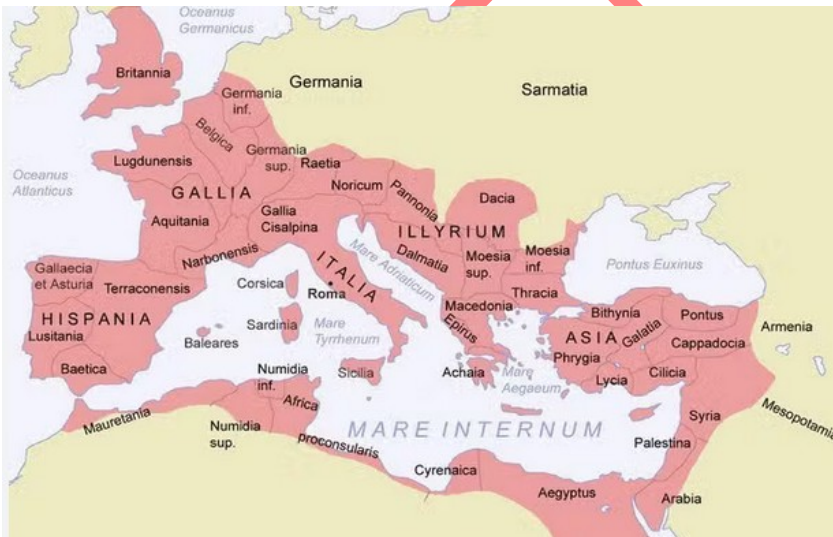 Oceanus
Germanicus
Britannia
Germania
Sarmatia
Germania
inf.
Belgica
Lugdunensis
Germania
sup.
Raetia
Oceanus
Atlanticus
GALLIA
Noricum
Pannonia
Dacia
Aquitania
Gallia
Cisalpina
ILLYRIUM
Narbonensis
Mare Adriaticum
Dalmatia
Moesia
sup.
Moesia
inf.
Pontus Euxinus
Gallaecia
et Asturia
Terraconensis
Corsica
ITALIA
Roma
Thracia
Macedonia
HISPANIA
Sardinia
Mare
Tyrrhenum
Epirus
Bithynia
Pontus
Armenia
Lusitania
Baleares
ASIA
Galatia
Cappadocia
Baetica
Numidia
inf.
Sicilia
Achaia
Mare
Aegaeum
Phrygia
Lycia
Cilicia
Mauretania
Africa
Numidia
sup.
proconsularis
MARE INTERNUM
Syria
Mesopotamia
Palestina
Cyrenaica
Aegyptus
Arabia